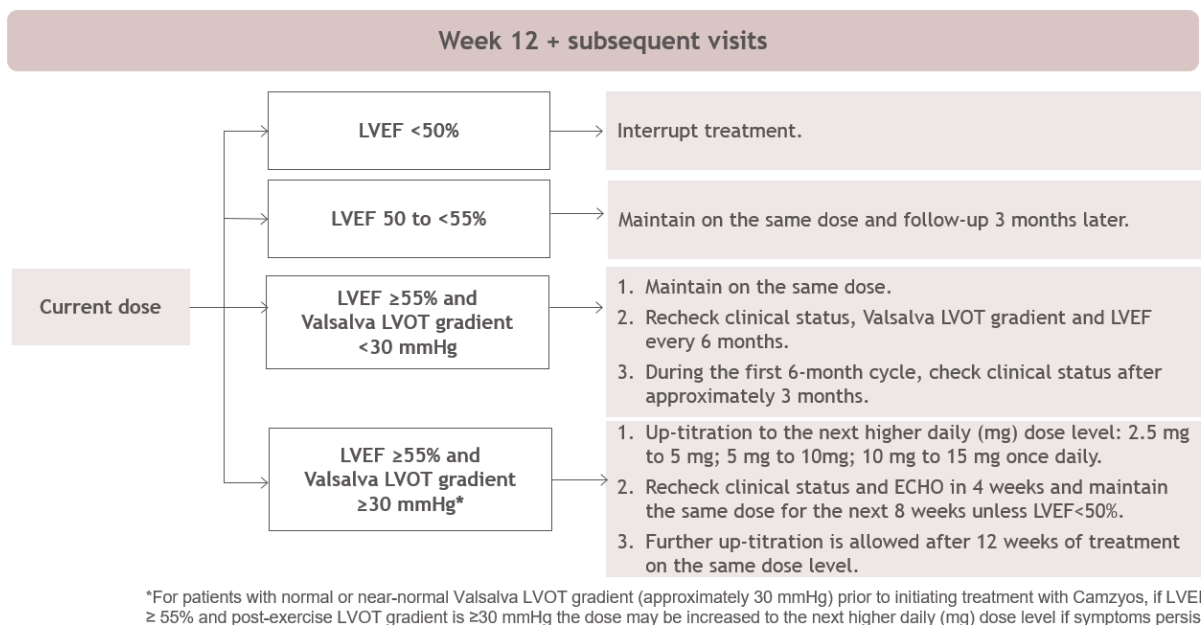 Week 12 + subsequent visits
Current dose
LVEF <50%
Interrupt treatment.
LVEF 50 to <55%
Maintain on the same dose and follow-up 3 months later.
LVEF ≥55% and
Valsalva LVOT gradient
<30 mmHg
1. Maintain on the same dose.
2. Recheck clinical status, Valsalva LVOT gradient and LVEF
every 6 months.
3. During the first 6-month cycle, check clinical status after
approximately 3 months.
LVEF ≥55% and
Valsalva LVOT gradient
≥30 mmHg*
1. Up-titration to the next higher daily (mg) dose level: 2.5 mg
to 5 mg; 5 mg to 10mg; 10 mg to 15 mg once daily.
2. Recheck clinical status and ECHO in 4 weeks and maintain
the same dose for the next 8 weeks unless LVEF<50%.
3. Further up-titration is allowed after 12 weeks of treatment
on the same dose level.
*For patients with normal or near-normal Valsalva LVOT gradient (approximately 30 mmHg) prior to initiating treatment with Camzyos, if LVEF
≥ 55% and post-exercise LVOT gradient is ≥30 mmHg the dose may be increased to the next higher daily (mg) dose level if symptoms persis